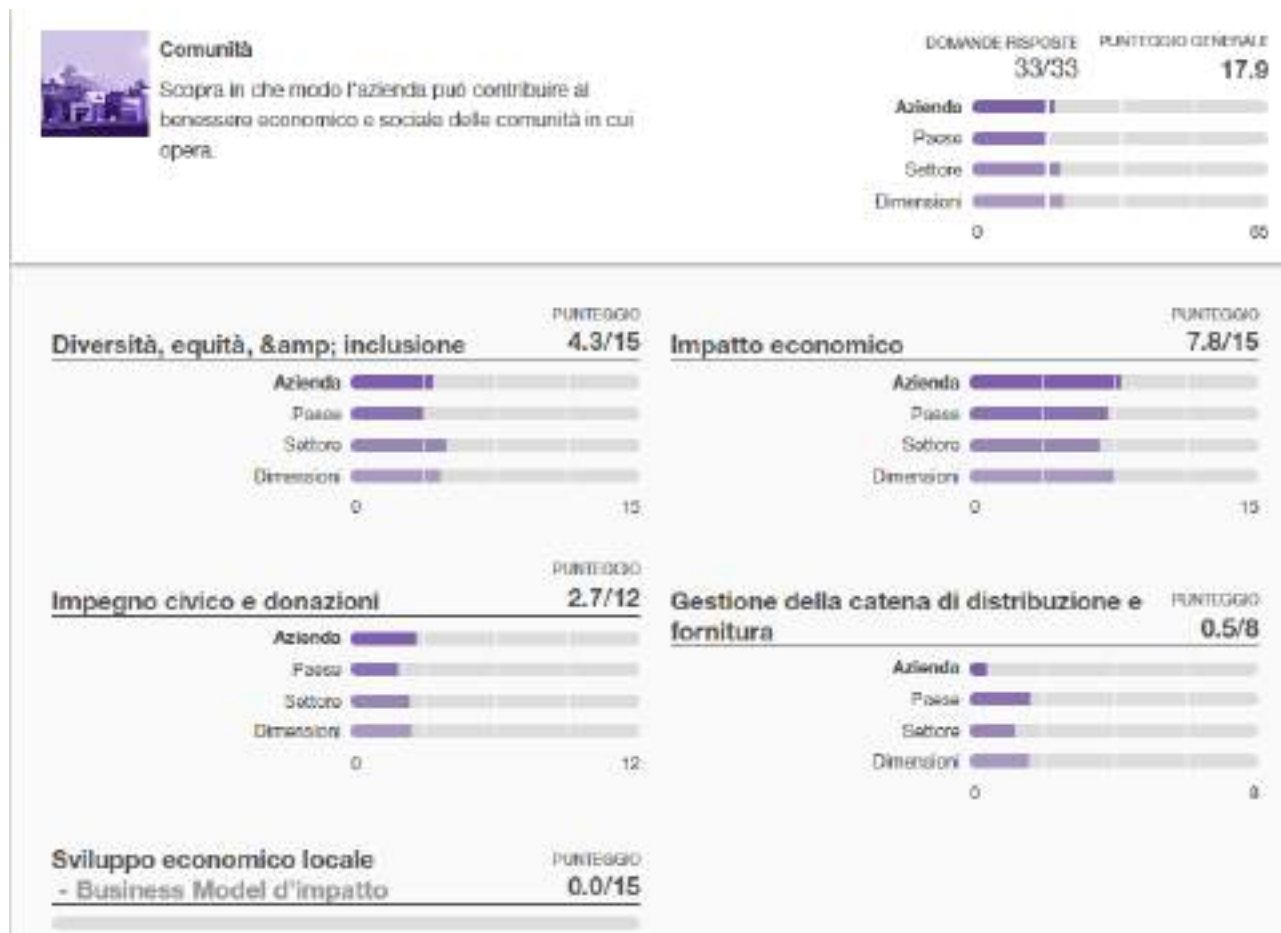 Comunità
Scopra in che modo l'azienda può contribuire al
benessere economico e sociale delle comunità in cui
opera.
DOMANDE RISPOSTE
33/33
PUNTEGGIO GENERALE
17.9
Azienda
Paese
Settore
Dimensioni
0
65
Diversità, equità, &amp; inclusione
PUNTEGGIO
4.3/15
Azienda
Paese
Settore
Dimensioni
0
15
Impatto economico
PUNTEGGIO
7.8/15
Azienda
Paese
Settore
Dimensioni
0
15
Impegno civico e donazioni
PUNTEGGIO
2.7/12
Azienda
Paese
Settore
Dimensioni
0
12
Gestione della catena di distribuzione e
fornitura
PUNTEGGIO
0.5/8
Azienda
Paese
Settore
Dimensioni
0
8
Sviluppo economico locale
- Business Model d'impatto
PUNTEGGIO
0.0/15